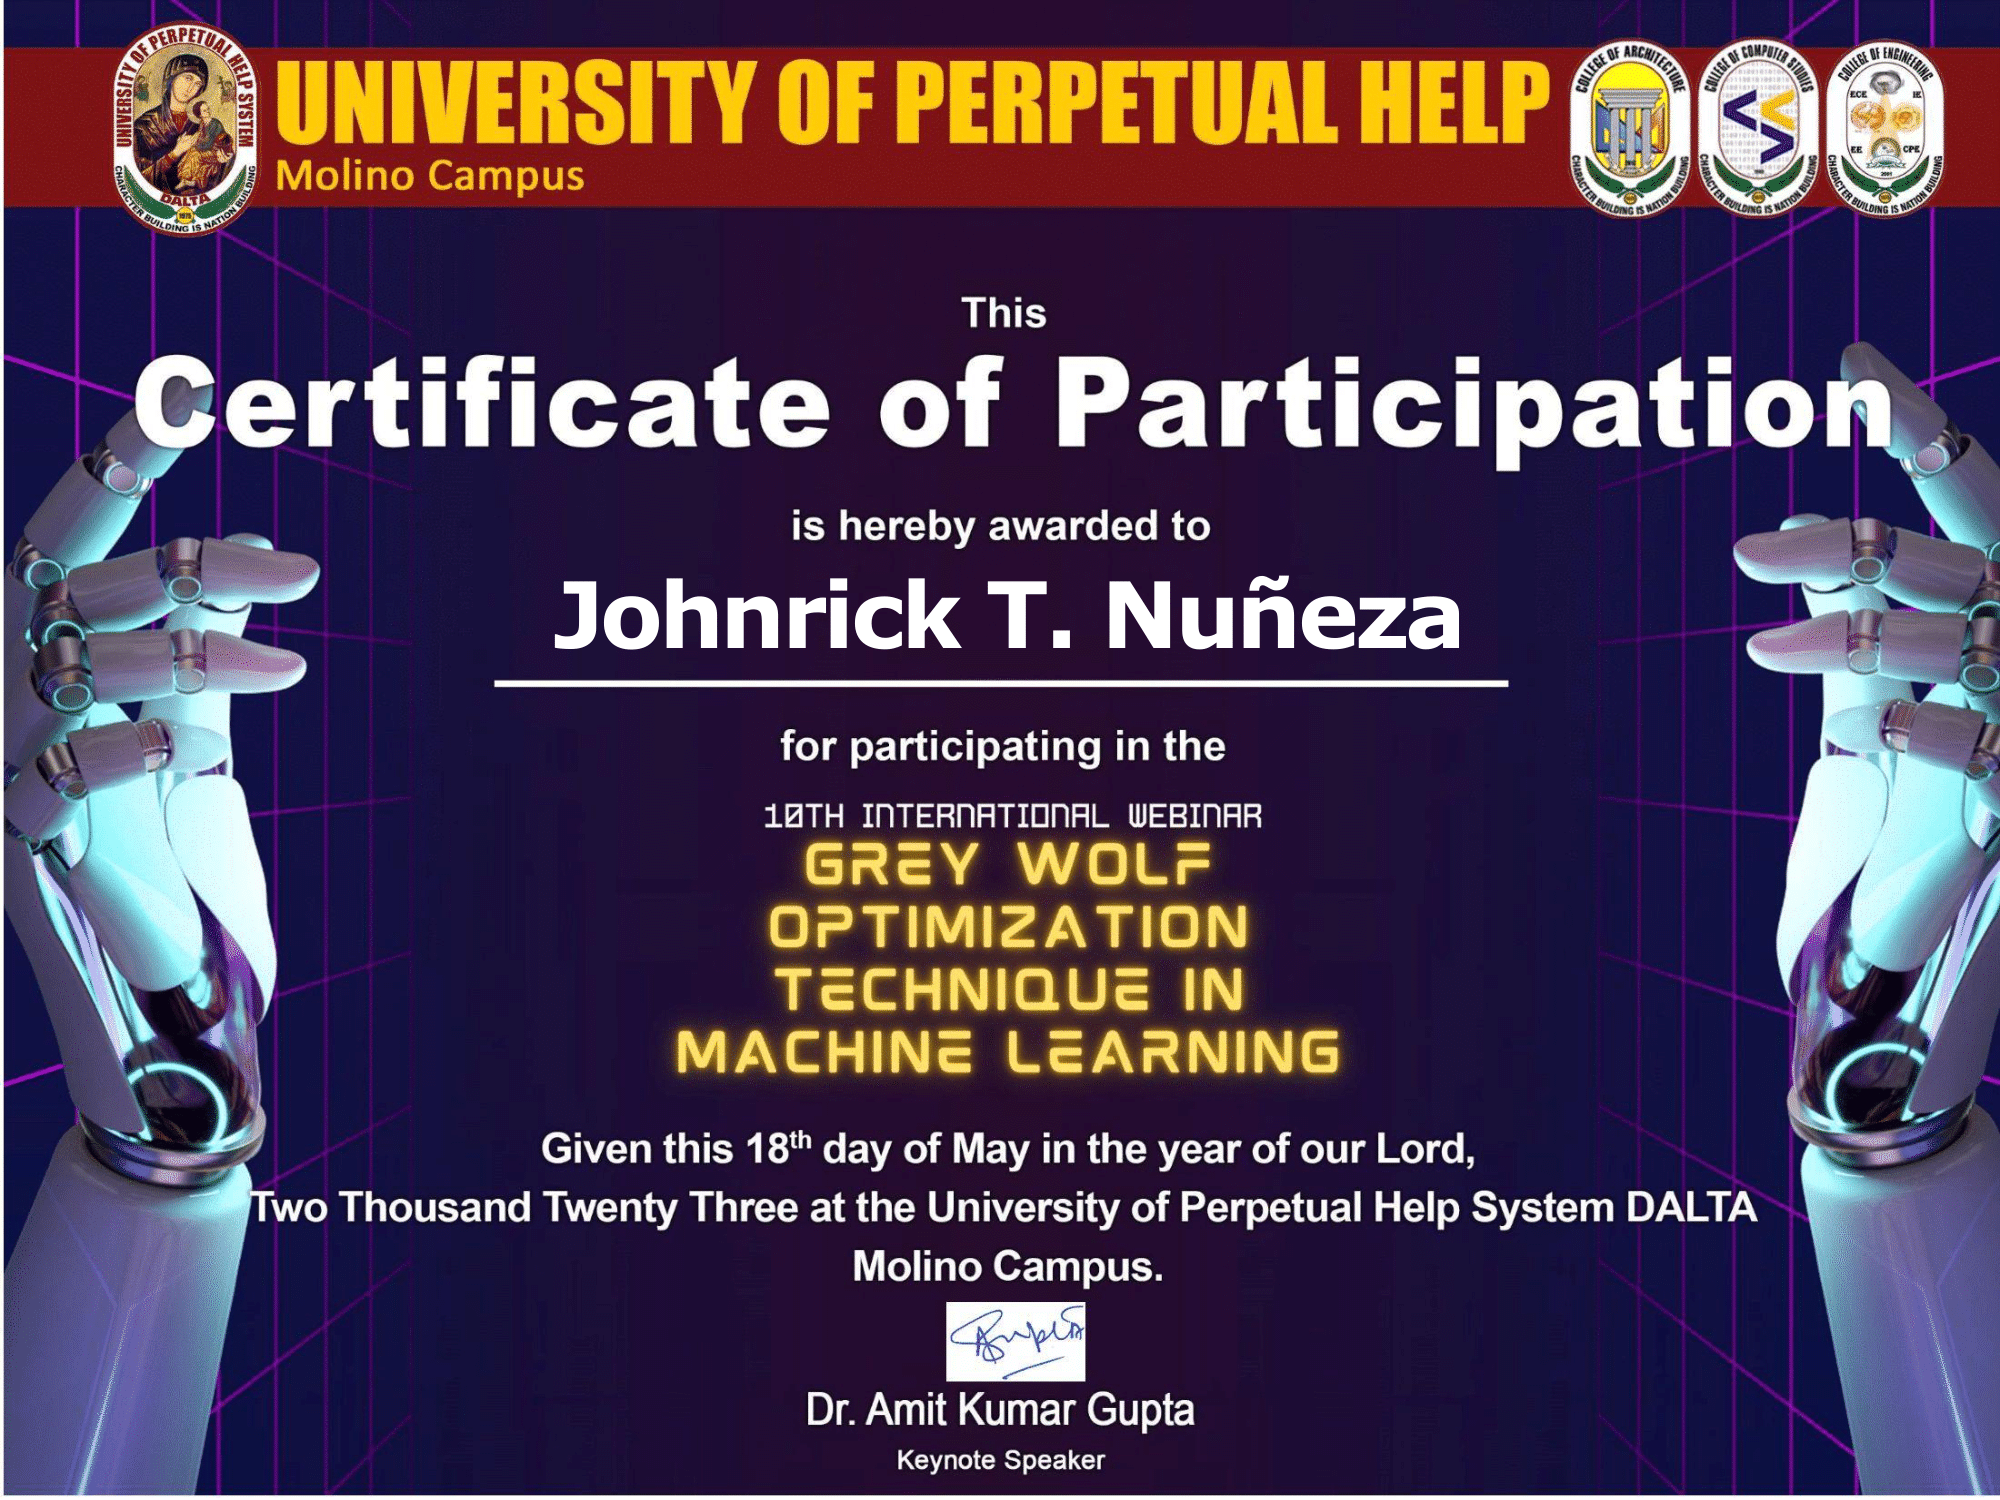 UNIVERSITY OF PERPETUAL HELP SYSTEM
DALTA
1975
CHARACTER BUILDING IS NATION BUILDING
UNIVERSITY OF PERPETUAL HELP
Molino Campus
COLLEGE OF ARCHITECTURE
CHARACTER BUILDING IS NATION BUILDING
COLLEGE OF COMPUTER STUDIES
CHARACTER BUILDING IS NATION BUILDING
COLLEGE OF ENGINEERING
ECE IE
EE CPE
CHARACTER BUILDING IS NATION BUILDING
This
Certificate of Participation
is hereby awarded to
Johnrick T. Nuñeza
for participating in the
10TH INTERNATIONAL WEBINAR
GREY WOLF
OPTIMIZATION
TECHNIQUE IN
MACHINE LEARNING
Given this 18th day of May in the year of our Lord,
Two Thousand Twenty Three at the University of Perpetual Help System DALTA
Molino Campus.
AGupta
Dr. Amit Kumar Gupta
Keynote Speaker